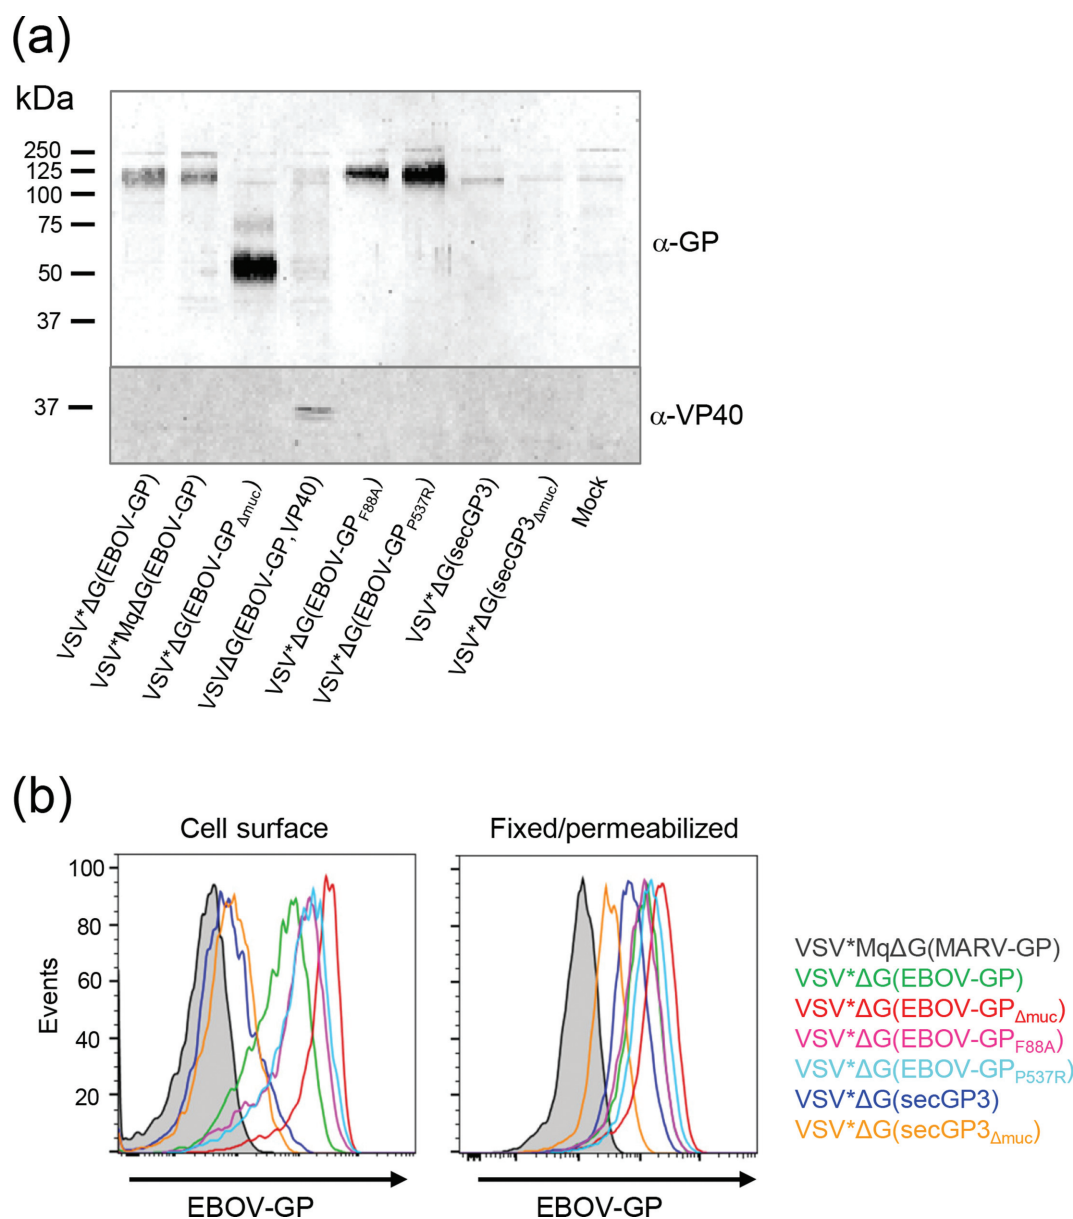 (a)
kDa
250
125
100
75
50
37
α-GP
37
α-VP40
VSV*ΔG(EBOV-GP)
VSV*MqΔG(EBOV-GP)
VSV*ΔG(EBOV-GPΔmuc)
VSVΔG(EBOV-GP,VP40)
VSV*ΔG(EBOV-GPF88A)
VSV*ΔG(EBOV-GPP537R)
VSV*ΔG(secGP3)
VSV*ΔG(secGP3Δmuc)
Mock
(b)
Cell surface
Fixed/permeabilized
100
80
60
40
20
Events
EBOV-GP
EBOV-GP
VSV*MqΔG(MARV-GP)
VSV*ΔG(EBOV-GP)
VSV*ΔG(EBOV-GPΔmuc)
VSV*ΔG(EBOV-GPF88A)
VSV*ΔG(EBOV-GPP537R)
VSV*ΔG(secGP3)
VSV*ΔG(secGP3Δmuc)